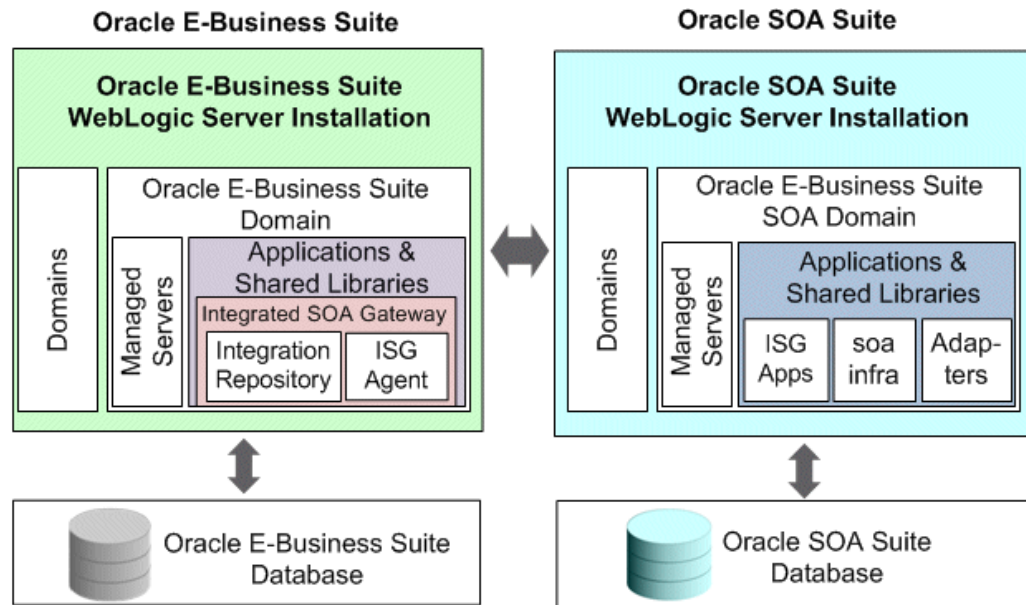 Oracle E-Business Suite
Oracle E-Business Suite
WebLogic Server Installation
Domains
Oracle E-Business Suite
Domain
Managed
Servers
Applications &
Shared Libraries
Integrated SOA Gateway
Integration
Repository
ISG
Agent
Oracle E-Business Suite
Database
Oracle SOA Suite
Oracle SOA Suite
WebLogic Server Installation
Domains
Oracle E-Business Suite
SOA Domain
Managed
Servers
Applications &
Shared Libraries
ISG
Apps
soa
infra
Adap-
ters
Oracle SOA Suite
Database